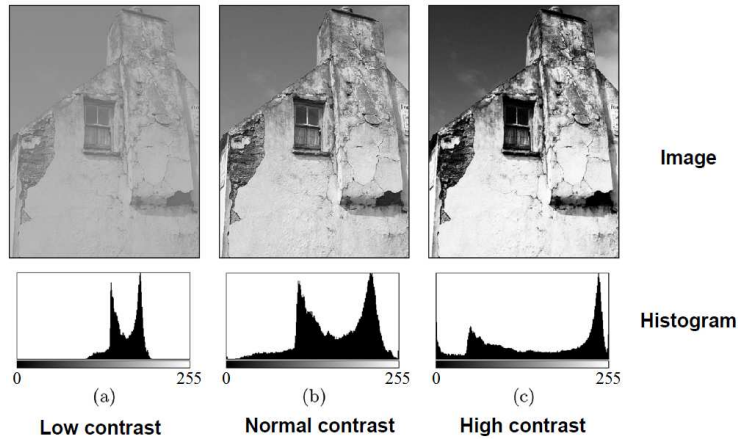 Image
Histogram
0 255
0 255
0 255
(a) (b) (c)
Low contrast
Normal contrast
High contrast